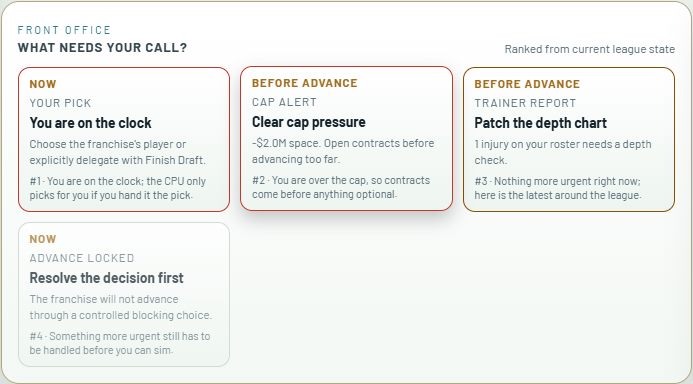 FRONT OFFICE
WHAT NEEDS YOUR CALL?
Ranked from current league state
NOW
YOUR PICK
You are on the clock
Choose the franchise's player or
explicitly delegate with Finish Draft.
#1 · You are on the clock; the CPU only
picks for you if you hand it the pick.
BEFORE ADVANCE
CAP ALERT
Clear cap pressure
-$2.0M space. Open contracts before
advancing too far.
#2 · You are over the cap, so contracts
come before anything optional.
BEFORE ADVANCE
TRAINER REPORT
Patch the depth chart
1 injury on your roster needs a depth
check.
#3 · Nothing more urgent right now;
here is the latest around the league.
NOW
ADVANCE LOCKED
Resolve the decision first
The franchise will not advance
through a controlled blocking choice.
#4 · Something more urgent still has to
be handled before you can sim.